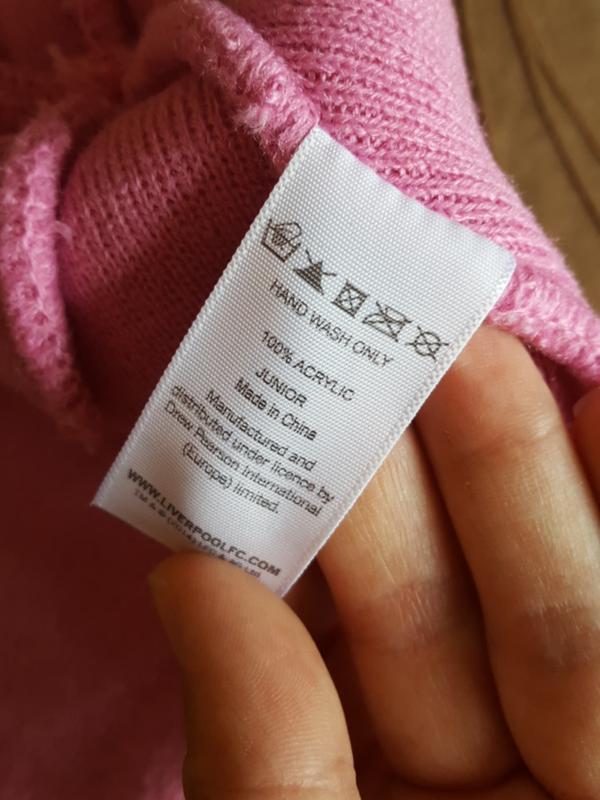 HAND WASH ONLY
100% ACRYLIC
JUNIOR
Made in China
Manufactured and
distributed under licence by
Drew Pearson International
(Europe) limited.
WWW.LIVERPOOLFC.COM
TM &